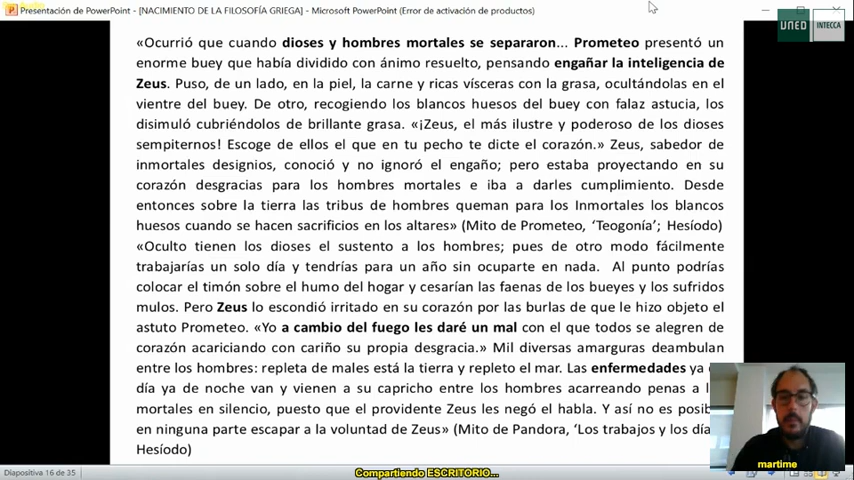 Presentación de PowerPoint - [NACIMIENTO DE LA FILOSOFÍA GRIEGA] - Microsoft PowerPoint (Error de activación de productos)
UNED INTECCA
«Ocurrió que cuando dioses y hombres mortales se separaron... Prometeo presentó un
enorme buey que había dividido con ánimo resuelto, pensando engañar la inteligencia de
Zeus. Puso, de un lado, en la piel, la carne y ricas vísceras con la grasa, ocultándolas en el
vientre del buey. De otro, recogiendo los blancos huesos del buey con falaz astucia, los
disimuló cubriéndolos de brillante grasa. «¡Zeus, el más ilustre y poderoso de los dioses
sempiternos! Escoge de ellos el que en tu pecho te dicte el corazón.» Zeus, sabedor de
inmortales designios, conoció y no ignoró el engaño; pero estaba proyectando en su
corazón desgracias para los hombres mortales e iba a darles cumplimiento. Desde
entonces sobre la tierra las tribus de hombres queman para los Inmortales los blancos
huesos cuando se hacen sacrificios en los altares» (Mito de Prometeo, ‘Teogonía’; Hesíodo)
«Oculto tienen los dioses el sustento a los hombres; pues de otro modo fácilmente
trabajarías un solo día y tendrías para un año sin ocuparte en nada. Al punto podrías
colocar el timón sobre el humo del hogar y cesarían las faenas de los bueyes y los sufridos
mulos. Pero Zeus lo escondió irritado en su corazón por las burlas de que le hizo objeto el
astuto Prometeo. «Yo a cambio del fuego les daré un mal con el que todos se alegren de
corazón acariciando con cariño su propia desgracia.» Mil diversas amarguras deambulan
entre los hombres: repleta de males está la tierra y repleto el mar. Las enfermedades ya
día ya de noche van y vienen a su capricho entre los hombres acarreando penas a l
mortales en silencio, puesto que el providente Zeus les negó el habla. Y así no es posib
en ninguna parte escapar a la voluntad de Zeus» (Mito de Pandora, ‘Los trabajos y los día
Hesíodo)
martime
Diapositiva 16 de 35
Compartiendo ESCRITORIO...